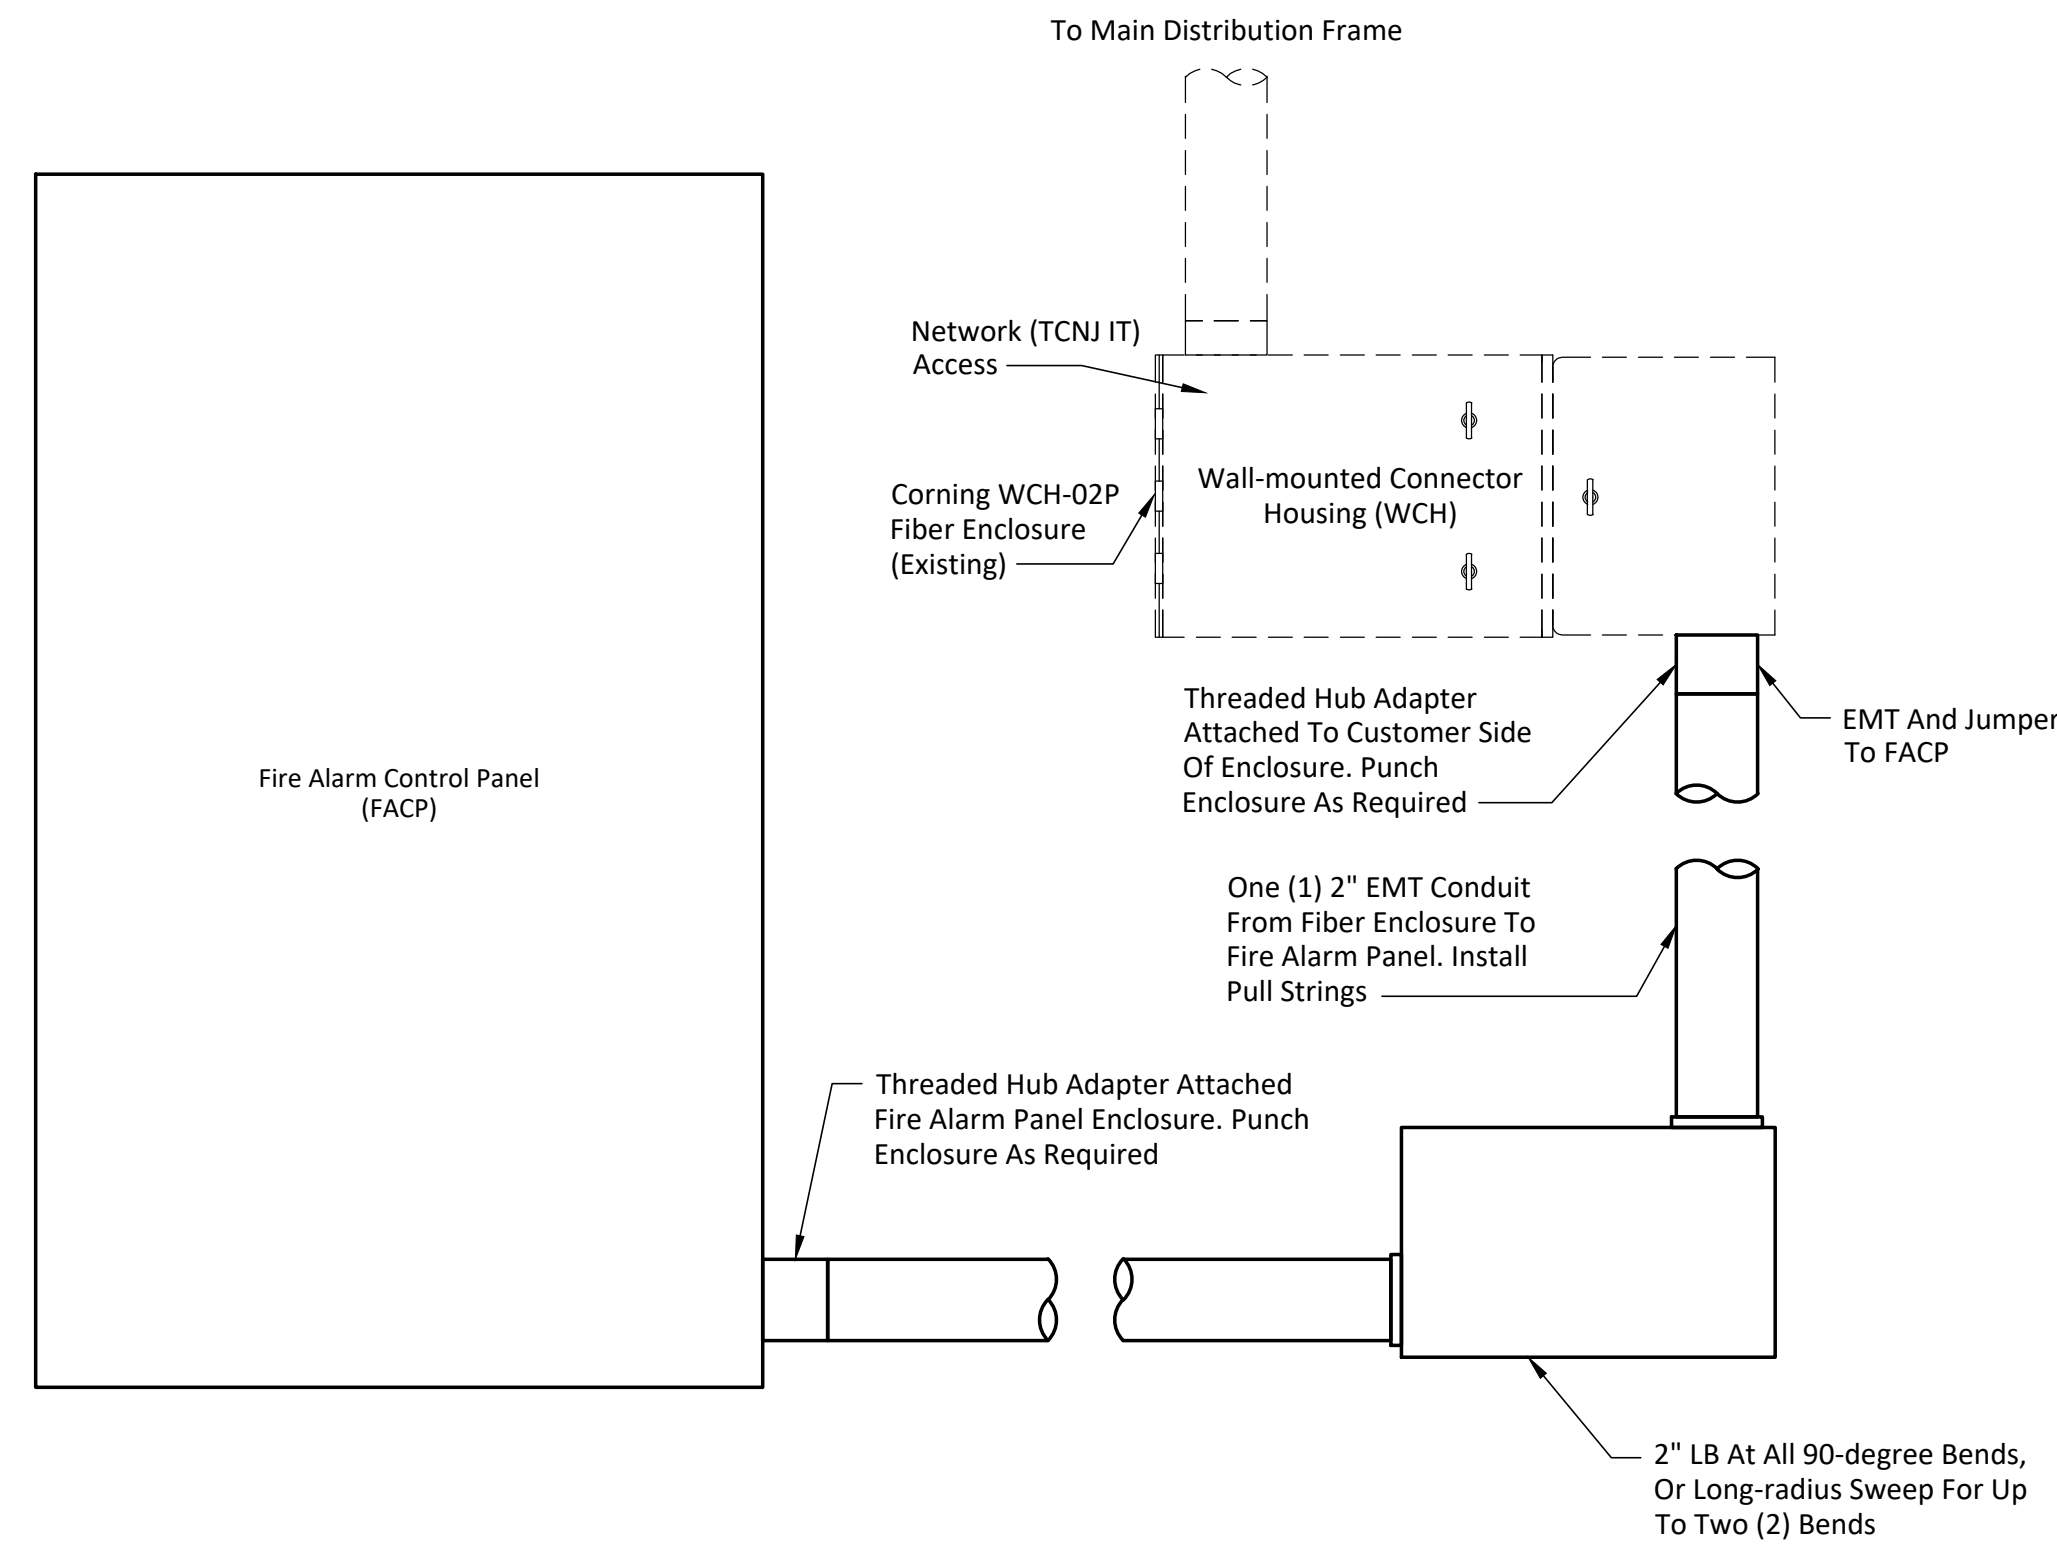 To Main Distribution Frame
Network (TCNJ IT)
Access
Corning WCH-02P
Fiber Enclosure
(Existing)
Wall-mounted Connector
Housing (WCH)
Threaded Hub Adapter
Attached To Customer Side
Of Enclosure. Punch
Enclosure As Required
EMT And Jumper
To FACP
Fire Alarm Control Panel
(FACP)
One (1) 2" EMT Conduit
From Fiber Enclosure To
Fire Alarm Panel. Install
Pull Strings
Threaded Hub Adapter Attached
Fire Alarm Panel Enclosure. Punch
Enclosure As Required
2" LB At All 90-degree Bends,
Or Long-radius Sweep For Up
To Two (2) Bends